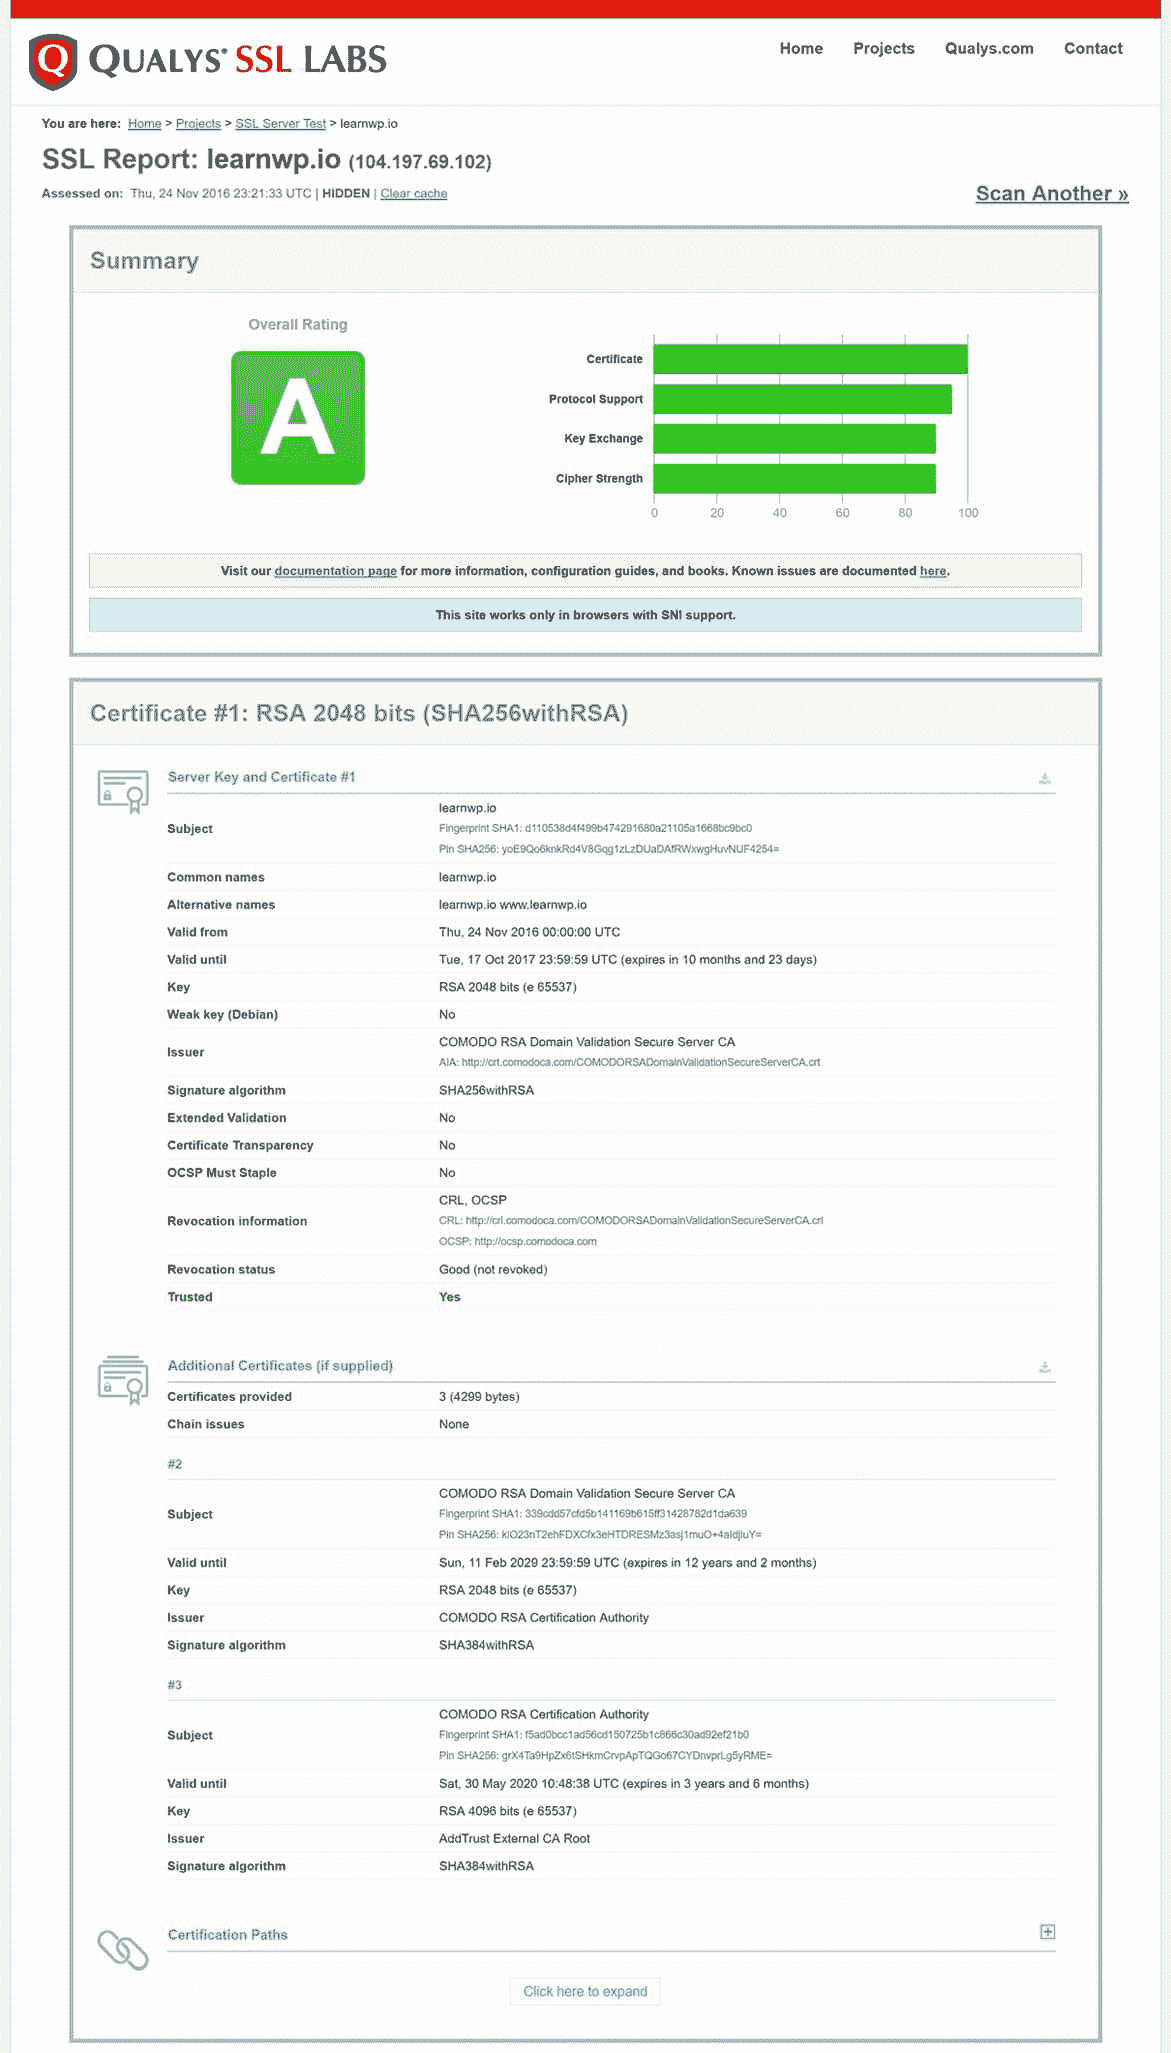 QUALYS® SSL LABS
Home Projects Qualys.com Contact
You are here: Home > Projects > SSL Server Test > learnwp.io
SSL Report: learnwp.io (104.197.69.102)
Assessed on: Thu, 24 Nov 2016 23:21:33 UTC | HIDDEN | Clear cache
Scan Another »
Summary
Overall Rating
A
Certificate
Protocol Support
Key Exchange
Cipher Strength
0 20 40 60 80 100
Visit our documentation page for more information, configuration guides, and books. Known issues are documented here.
This site works only in browsers with SNI support.
Certificate #1: RSA 2048 bits (SHA256withRSA)
Server Key and Certificate #1
Subject
learnwp.io
Fingerprint SHA1: d110538d4f499b474291680a21105a1668bc9bc0
Pin SHA256: yoE9Qo6knkRd4V8Gqg1zLzDUaDAfRWxwgHuvNUF4254=
Common names learnwp.io
Alternative names learnwp.io www.learnwp.io
Valid from Thu, 24 Nov 2016 00:00:00 UTC
Valid until Tue, 17 Oct 2017 23:59:59 UTC (expires in 10 months and 23 days)
Key RSA 2048 bits (e 65537)
Weak key (Debian) No
Issuer
COMODO RSA Domain Validation Secure Server CA
AIA: http://crt.comodoca.com/COMODORSADomainValidationSecureServerCA.crt
Signature algorithm SHA256withRSA
Extended Validation No
Certificate Transparency No
OCSP Must Staple No
Revocation information
CRL, OCSP
CRL: http://crl.comodoca.com/COMODORSADomainValidationSecureServerCA.crl
OCSP: http://ocsp.comodoca.com
Revocation status Good (not revoked)
Trusted Yes
Additional Certificates (if supplied)
Certificates provided 3 (4299 bytes)
Chain issues None
#2
Subject
COMODO RSA Domain Validation Secure Server CA
Fingerprint SHA1: 339cdd57cfd5b141169b615ff31428782d1da639
Pin SHA256: klO23nT2ehFDXCfx3eHTDRESMz3asj1muO+4aIdjiuY=
Valid until Sun, 11 Feb 2029 23:59:59 UTC (expires in 12 years and 2 months)
Key RSA 2048 bits (e 65537)
Issuer COMODO RSA Certification Authority
Signature algorithm SHA384withRSA
#3
Subject
COMODO RSA Certification Authority
Fingerprint SHA1: f5ad0bcc1ad56cd150725b1c866c30ad92ef21b0
Pin SHA256: grX4Ta9HpZx6tSHkmCrvpApTQGo67CYDnvprLg5yRME=
Valid until Sat, 30 May 2020 10:48:38 UTC (expires in 3 years and 6 months)
Key RSA 4096 bits (e 65537)
Issuer AddTrust External CA Root
Signature algorithm SHA384withRSA
Certification Paths
Click here to expand